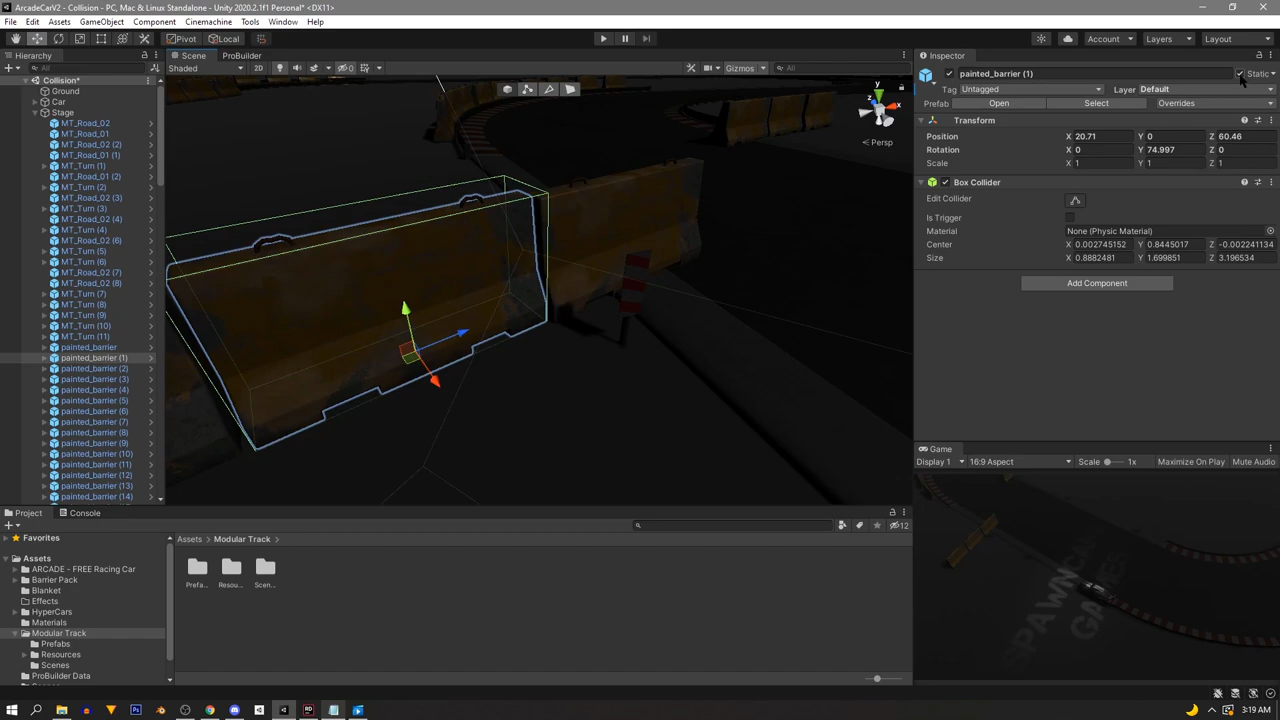 ArcadeCarV2 - Collision - PC, Mac & Linux Standalone - Unity 2020.2.1f1 Personal* <DX11>
File Edit Assets GameObject Component Cinemachine Tools Window Help
Pivot Local Account Layers Layout
Hierarchy Scene ProBuilder Inspector
All Shaded 2D 0 Gizmos All
painted_barrier (1) Static
Tag Untagged Layer Default
Prefab Open Select Overrides
Transform
Position X 20.71 Y 0 Z 60.46
Rotation X 0 Y 74.997 Z 0
Scale X 1 Y 1 Z 1
Box Collider
Edit Collider
Is Trigger
Material None (Physic Material)
Center X 0.002745152 Y 0.8445017 Z -0.002241134
Size X 0.8882481 Y 1.699851 Z 3.196534
Add Component
y
x
z
Persp
Collision*
Ground
Car
Stage
MT_Road_02
MT_Road_01
MT_Road_02 (2)
MT_Road_01 (1)
MT_Turn (1)
MT_Road_01 (2)
MT_Turn (2)
MT_Road_02 (3)
MT_Turn (3)
MT_Road_02 (4)
MT_Turn (4)
MT_Road_02 (6)
MT_Turn (5)
MT_Turn (6)
MT_Road_02 (7)
MT_Road_02 (8)
MT_Turn (7)
MT_Turn (8)
MT_Turn (9)
MT_Turn (10)
MT_Turn (11)
painted_barrier
painted_barrier (1)
painted_barrier (2)
painted_barrier (3)
painted_barrier (4)
painted_barrier (5)
painted_barrier (6)
painted_barrier (7)
painted_barrier (8)
painted_barrier (9)
painted_barrier (10)
painted_barrier (11)
painted_barrier (12)
painted_barrier (13)
painted_barrier (14)
Game
Display 1 16:9 Aspect Scale 1x Maximize On Play Mute Audio
SPAWN GAMES
Project Console
12
Favorites
Assets
ARCADE - FREE Racing Car
Barrier Pack
Blanket
Effects
HyperCars
Materials
Modular Track
Prefabs
Resources
Scenes
ProBuilder Data
Assets > Modular Track >
Prefa... Resou... Scen...
3:19 AM